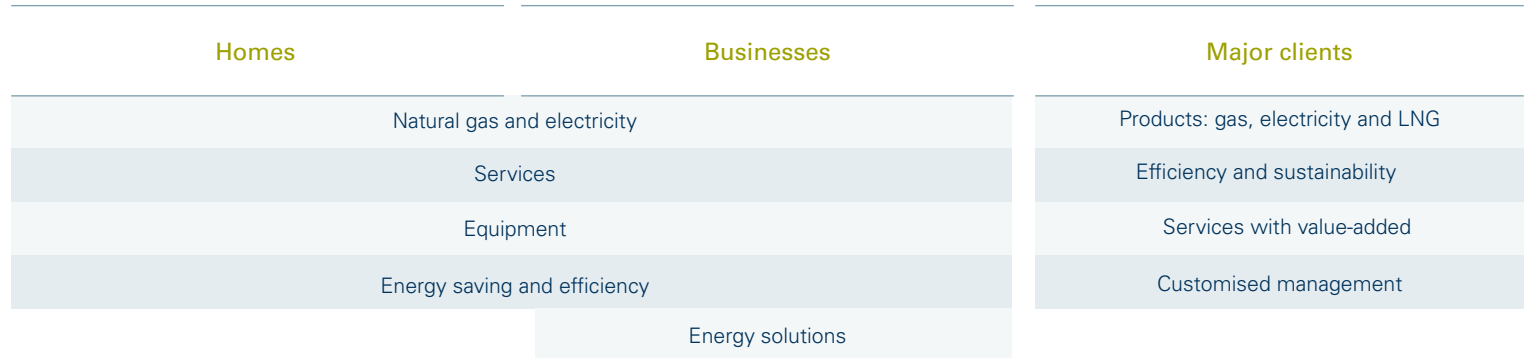 Homes
Businesses
Major clients
Natural gas and electricity
Products: gas, electricity and LNG
Services
Efficiency and sustainability
Equipment
Services with value-added
Energy saving and efficiency
Customised management
Energy solutions